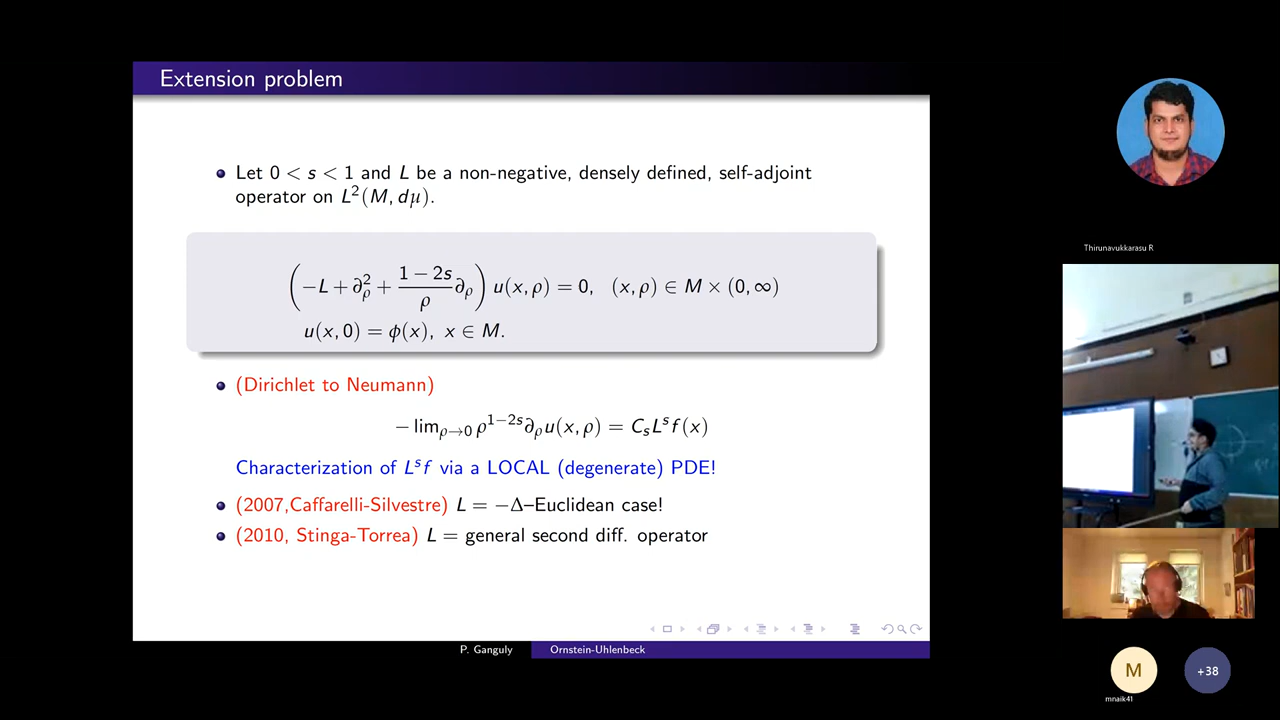 Extension problem
Let 0 < s < 1 and L be a non-negative, densely defined, self-adjoint
operator on L²(M, dμ).
(−L + ∂²_ρ + (1 − 2s)/ρ ∂_ρ) u(x, ρ) = 0, (x, ρ) ∈ M × (0, ∞)
u(x, 0) = ϕ(x), x ∈ M.
(Dirichlet to Neumann)
− lim_{ρ→0} ρ^{1−2s} ∂_ρ u(x, ρ) = C_s L^s f(x)
Characterization of L^s f via a LOCAL (degenerate) PDE!
(2007,Caffarelli-Silvestre) L = −Δ–Euclidean case!
(2010, Stinga-Torrea) L = general second diff. operator
P. Ganguly
Ornstein-Uhlenbeck
Thirunavukkarasu R
M
+38
mnaik41